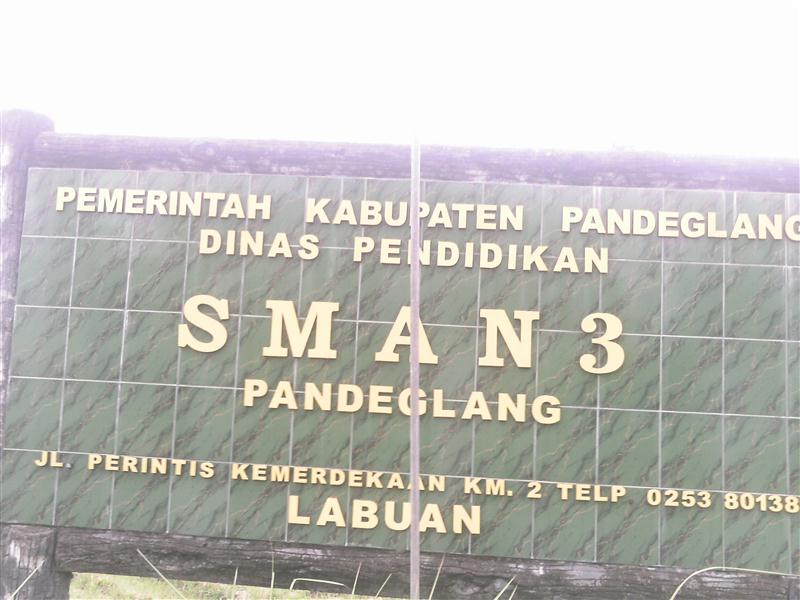 PEMERINTAH KABUPATEN PANDEGLANG
DINAS PENDIDIKAN
SMAN 3
PANDEGLANG
JL. PERINTIS KEMERDEKAAN KM. 2 TELP 0253 80138
LABUAN